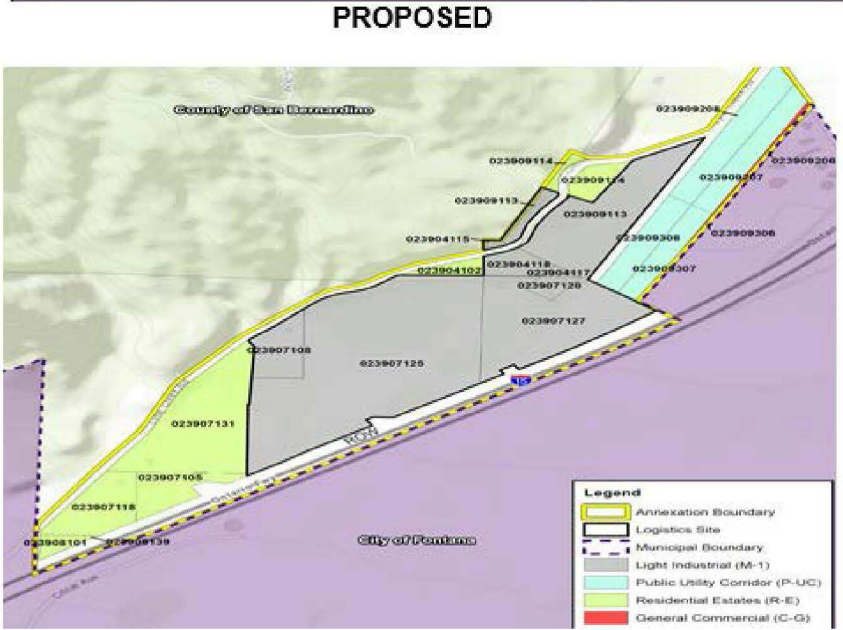 PROPOSED
County of San Bernardino
023909208
023909114
023909206
023909114
023909207
023909113
023909113
023909308
023909308
023904115
023904118
023904102
023904117
023909307
023907128
023907127
023907108
023907125
15
023907131
ROW
023907105
Ontario Fwy
023907118
023908101
City of Fontana
Legend
Annexation Boundary
Logistics Site
Municipal Boundary
Light Industrial (M-1)
Public Utility Corridor (P-UC)
Residential Estates (R-E)
General Commercial (C-G)